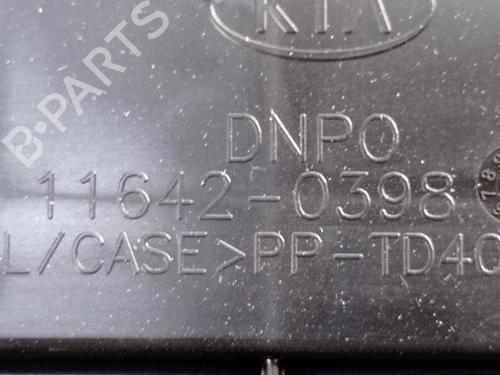 KIA
DNPO
11642-0398
L/CASE>PP-TD40
B-PARTS